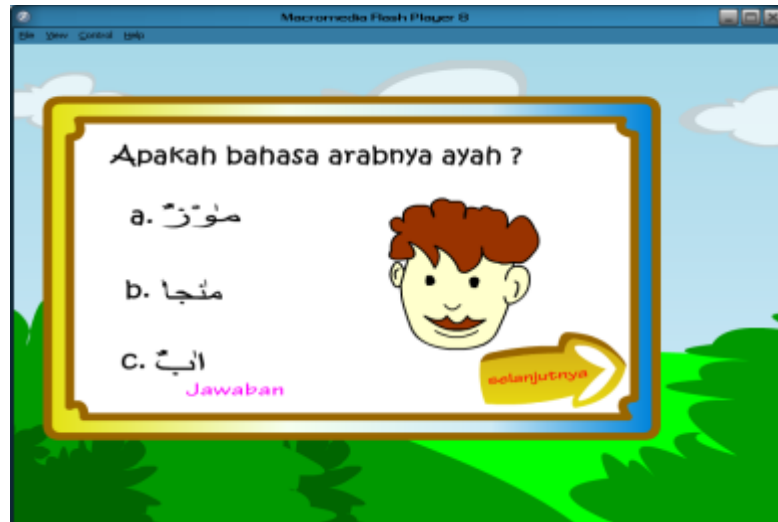 Macromedia Flash Player 8
File View Control Help
Apakah bahasa arabnya ayah ?
a. مَوْزٌ
b. منجا
c. ابٌ
Jawaban
selanjutnya